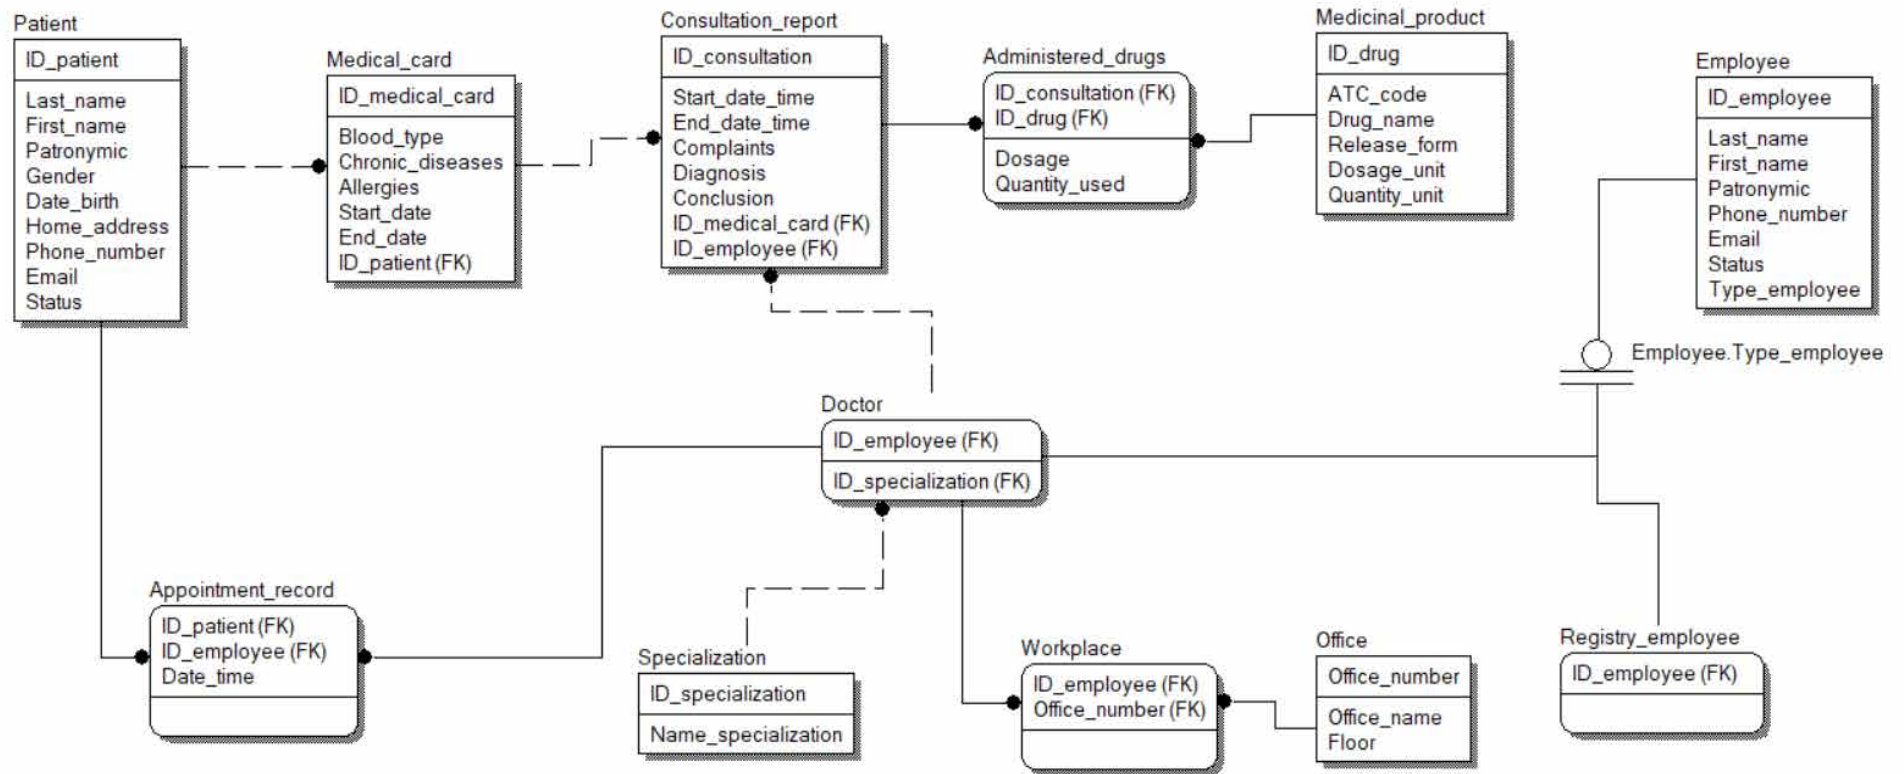 Patient
ID_patient
Last_name
First_name
Patronymic
Gender
Date_birth
Home_address
Phone_number
Email
Status
Medical_card
ID_medical_card
Blood_type
Chronic_diseases
Allergies
Start_date
End_date
ID_patient (FK)
Consultation_report
ID_consultation
Start_date_time
End_date_time
Complaints
Diagnosis
Conclusion
ID_medical_card (FK)
ID_employee (FK)
Administered_drugs
ID_consultation (FK)
ID_drug (FK)
Dosage
Quantity_used
Medicinal_product
ID_drug
ATC_code
Drug_name
Release_form
Dosage_unit
Quantity_unit
Employee
ID_employee
Last_name
First_name
Patronymic
Phone_number
Email
Status
Type_employee
Employee.Type_employee
Doctor
ID_employee (FK)
ID_specialization (FK)
Appointment_record
ID_patient (FK)
ID_employee (FK)
Date_time
Specialization
ID_specialization
Name_specialization
Workplace
ID_employee (FK)
Office_number (FK)
Office
Office_number
Office_name
Floor
Registry_employee
ID_employee (FK)